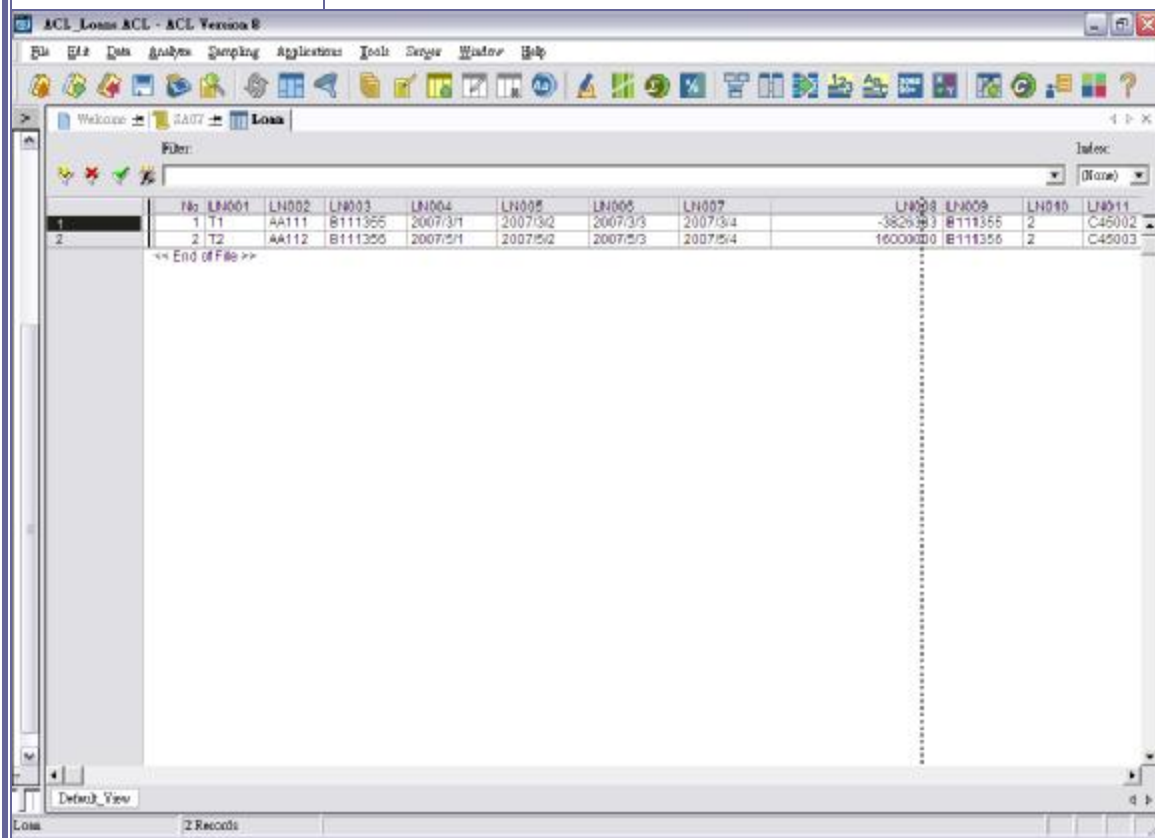 ACL_Loans.ACL - ACL Version 8
File Edit Data Analyze Sampling Applications Tools Server Window Help
Welcome SA07 Loan
Filter: Index:
(None)
No LN001 LN002 LN003 LN004 LN005 LN006 LN007 LN008 LN009 LN010 LN011
1 1 T1 AA111 B111355 2007/3/1 2007/3/2 2007/3/3 2007/3/4 B111355 2 C45002
2 2 T2 AA112 B111356 2007/5/1 2007/5/2 2007/5/3 2007/5/4 16000000 B111356 2 C45003
<< End of File >>
Default_View
Loan 2 Records